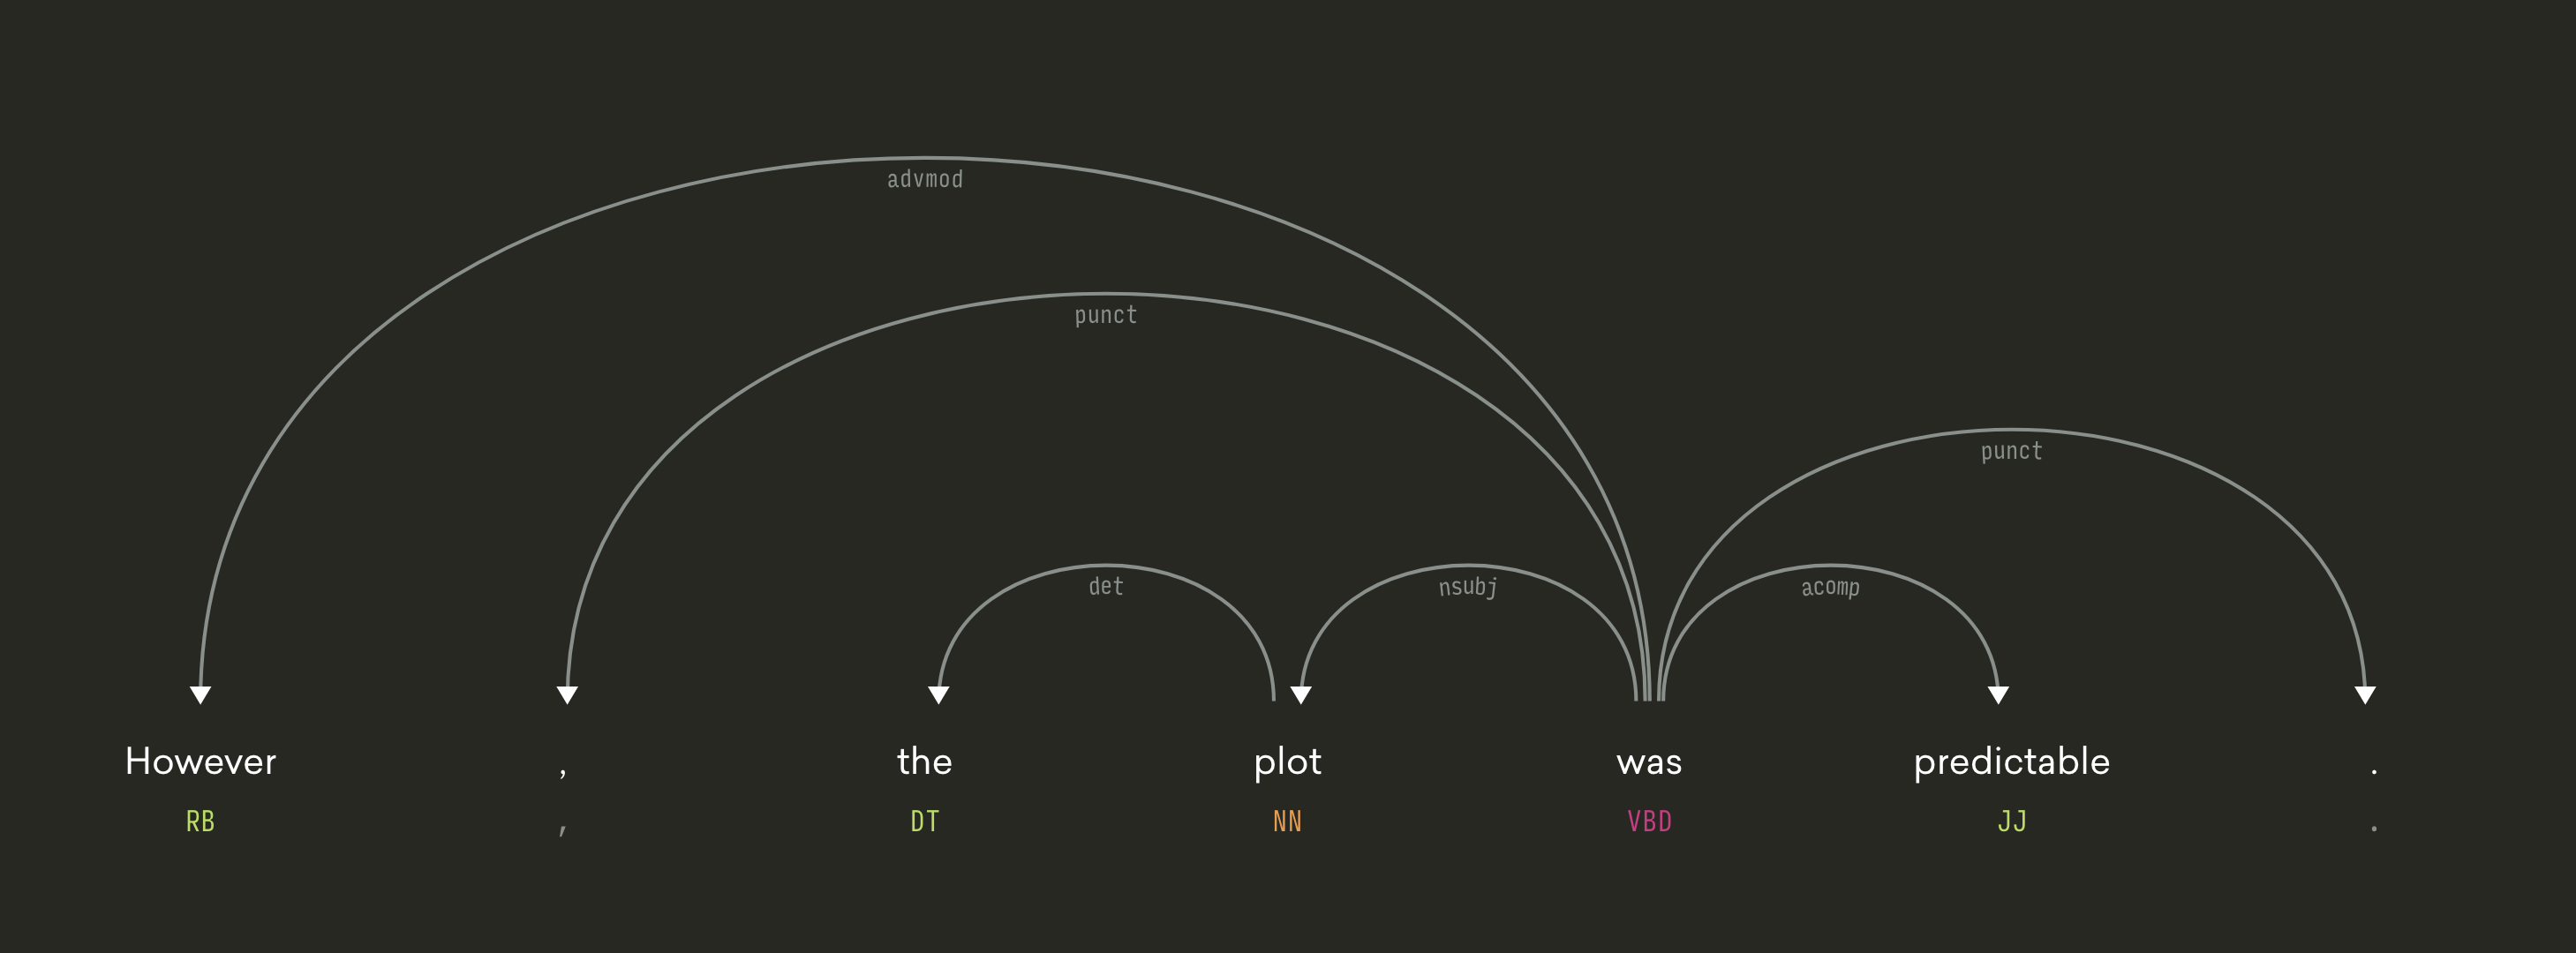 advmod
punct
punct
det nsubj acomp
However , the plot was predictable .
RB , DT NN VBD JJ .